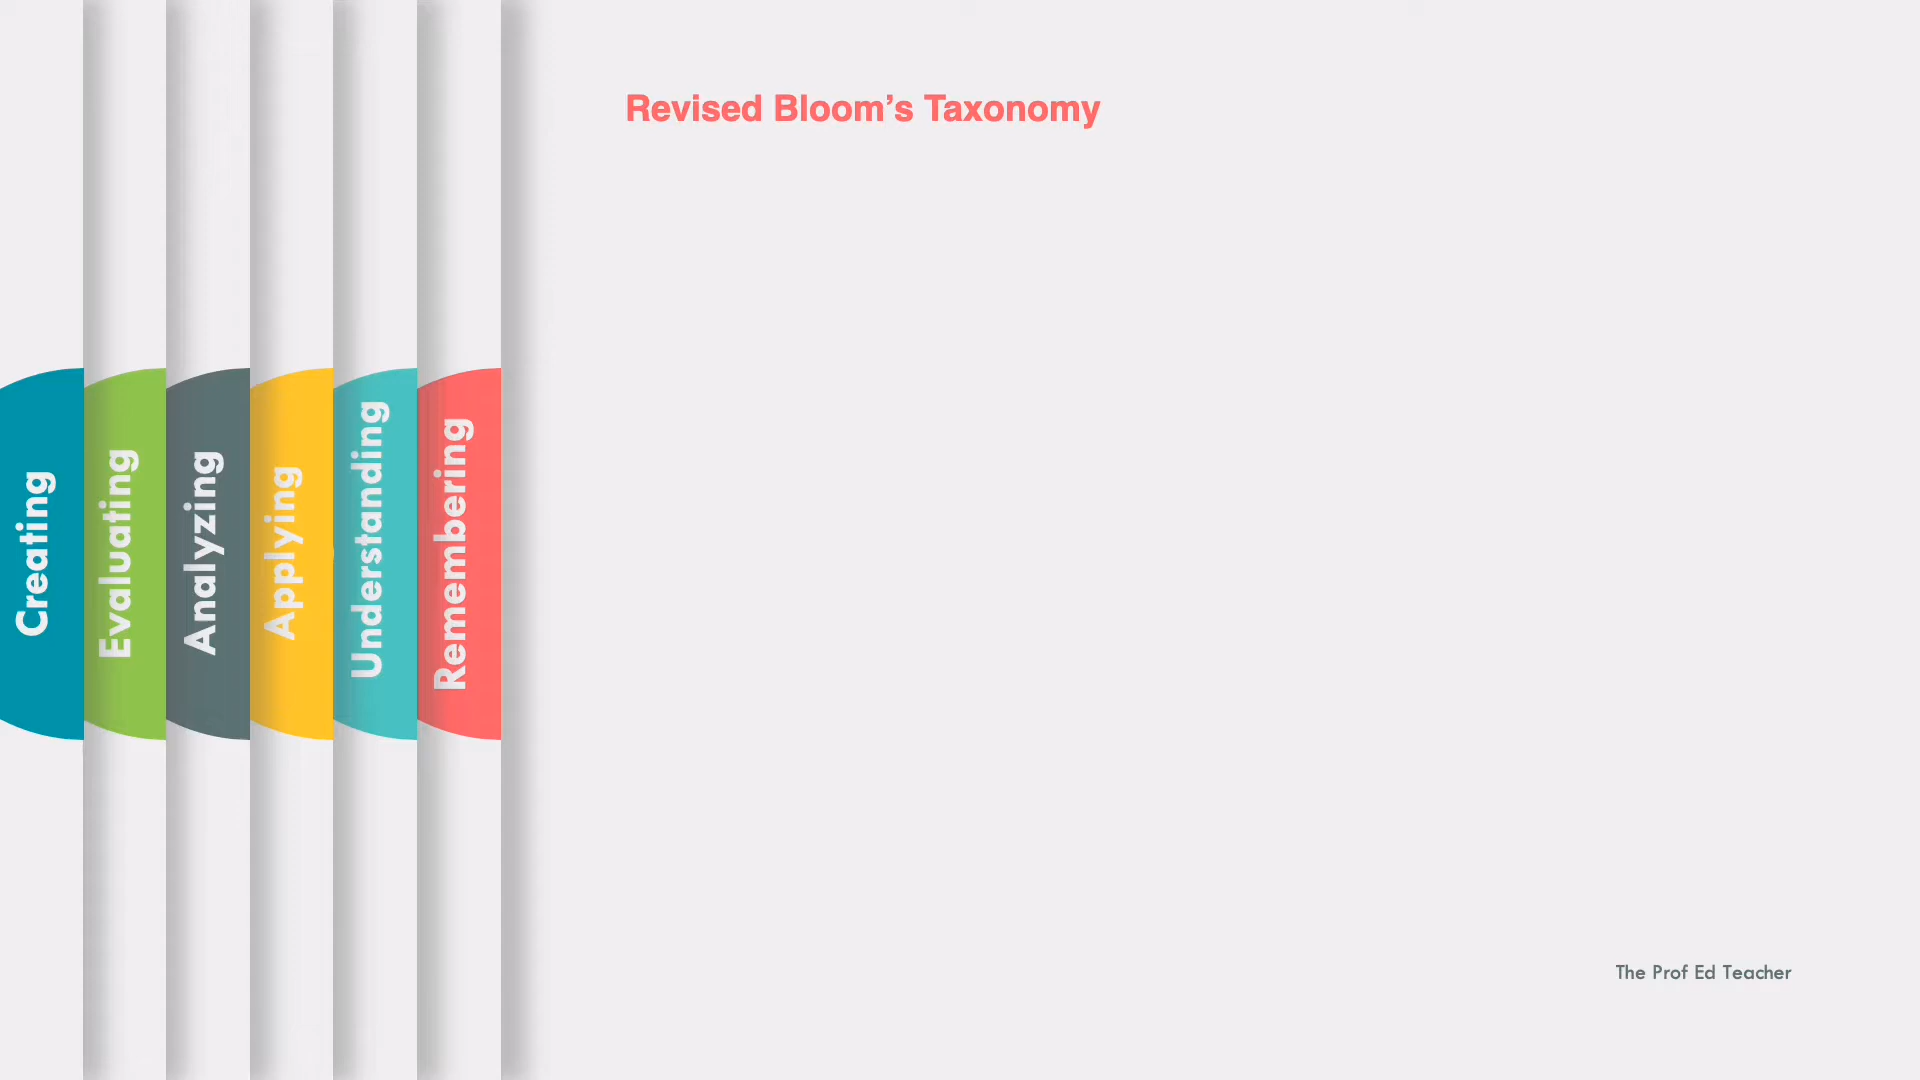 Revised Bloom’s Taxonomy
Creating
Evaluating
Analyzing
Applying
Understanding
Remembering
The Prof Ed Teacher